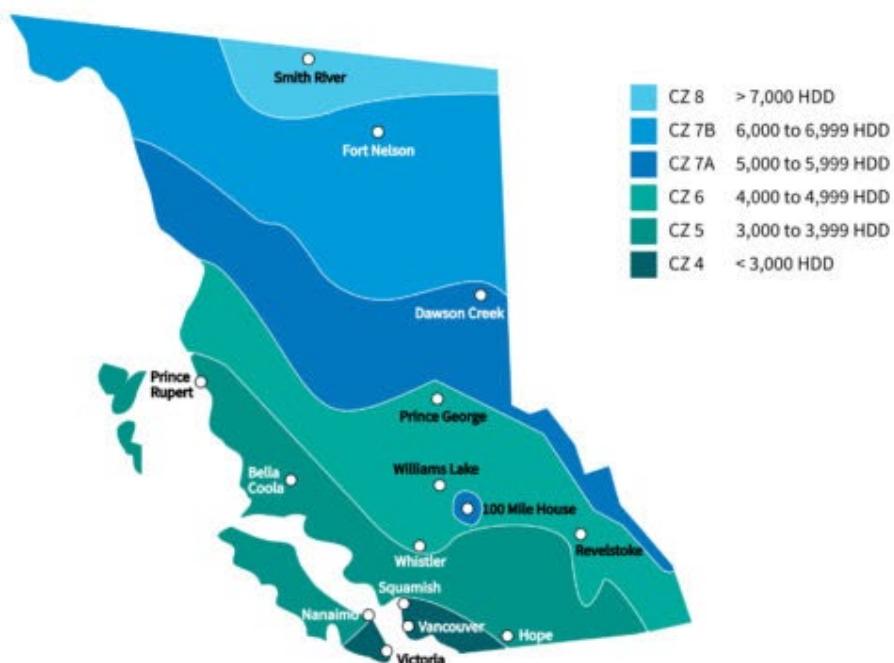 Smith River
Fort Nelson
CZ 8 > 7,000 HDD
CZ 7B 6,000 to 6,999 HDD
CZ 7A 5,000 to 5,999 HDD
CZ 6 4,000 to 4,999 HDD
CZ 5 3,000 to 3,999 HDD
CZ 4 < 3,000 HDD
Dawson Creek
Prince
Rupert
Prince George
Williams Lake
Bella
Coola
100 Mile House
Revelstoke
Whistler
Squamish
Nanaimo
Vancouver
Hope
Victoria